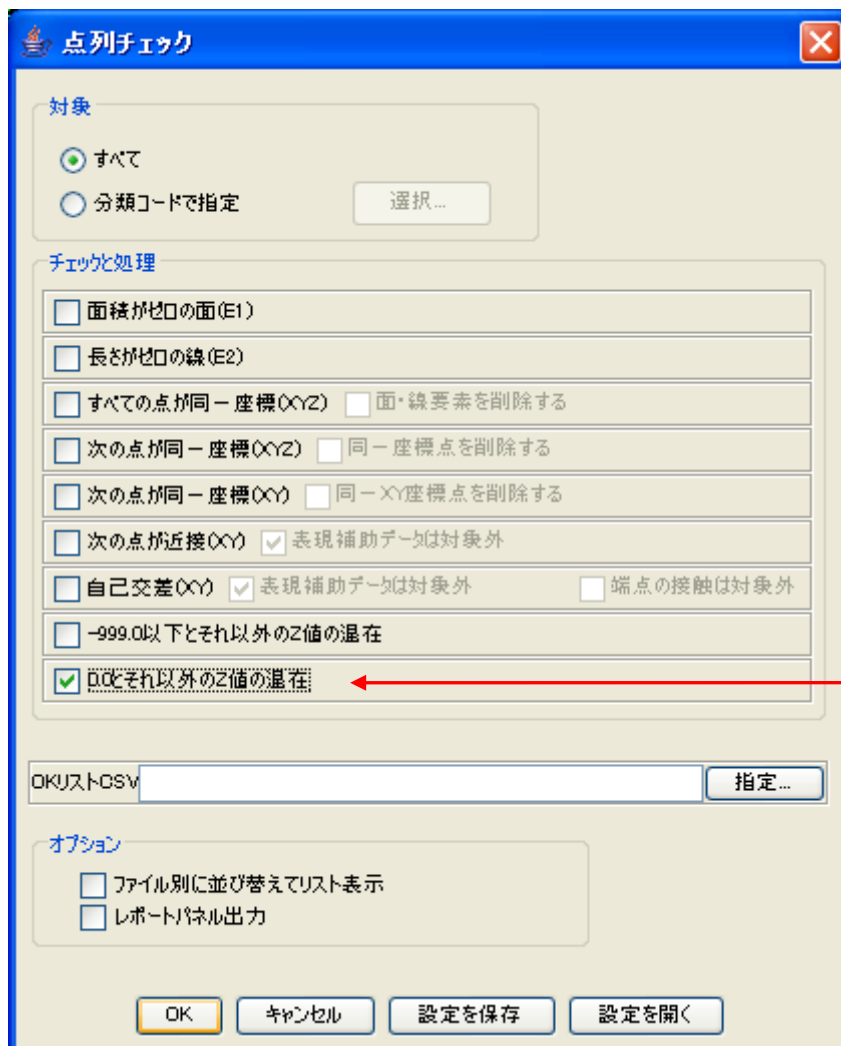 点列チェック
対象
すべて
分類コードで指定 選択...
チェックと処理
面積がゼロの面(E1)
長さがゼロの線(E2)
すべての点が同一座標(XYZ) 面・線要素を削除する
次の点が同一座標(XYZ) 同一座標点を削除する
次の点が同一座標(XY) 同一XY座標点を削除する
次の点が近接(XY) 表現補助データは対象外
自己交差(XY) 表現補助データは対象外 端点の接触は対象外
-999.0以下とそれ以外のZ値の混在
0.0とそれ以外のZ値の混在
OKリストCSV 指定...
オプション
ファイル別に並び替えてリスト表示
レポートパネル出力
OK キャンセル 設定を保存 設定を開く